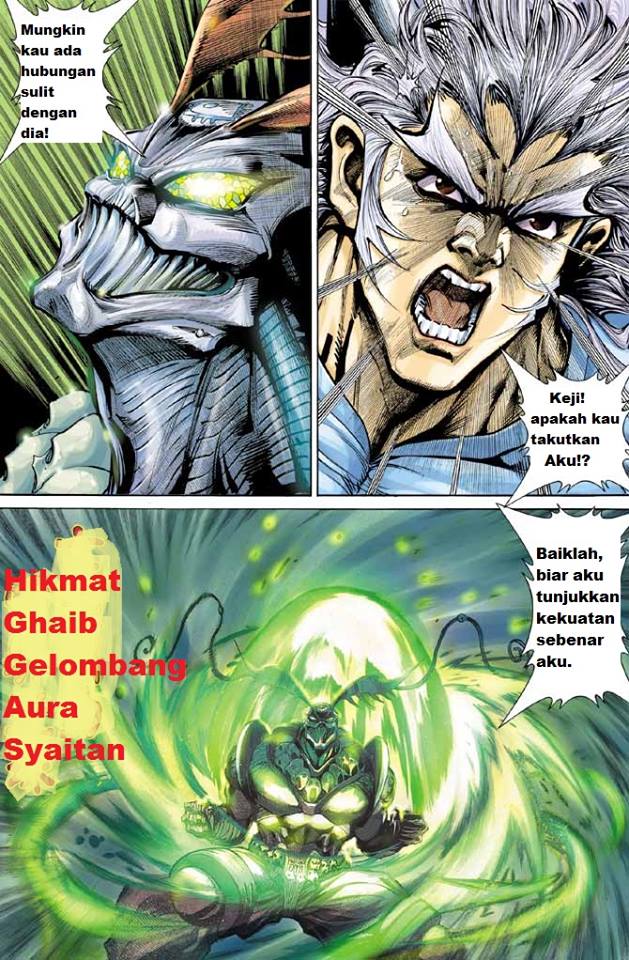 Mungkin
kau ada
hubungan
sulit
dengan
dia!
Keji!
apakah kau
takutkan
Aku!?
Baiklah,
biar aku
tunjukkan
kekuatan
sebenar
aku.
Hikmat
Ghaib
Gelombang
Aura
Syaitan